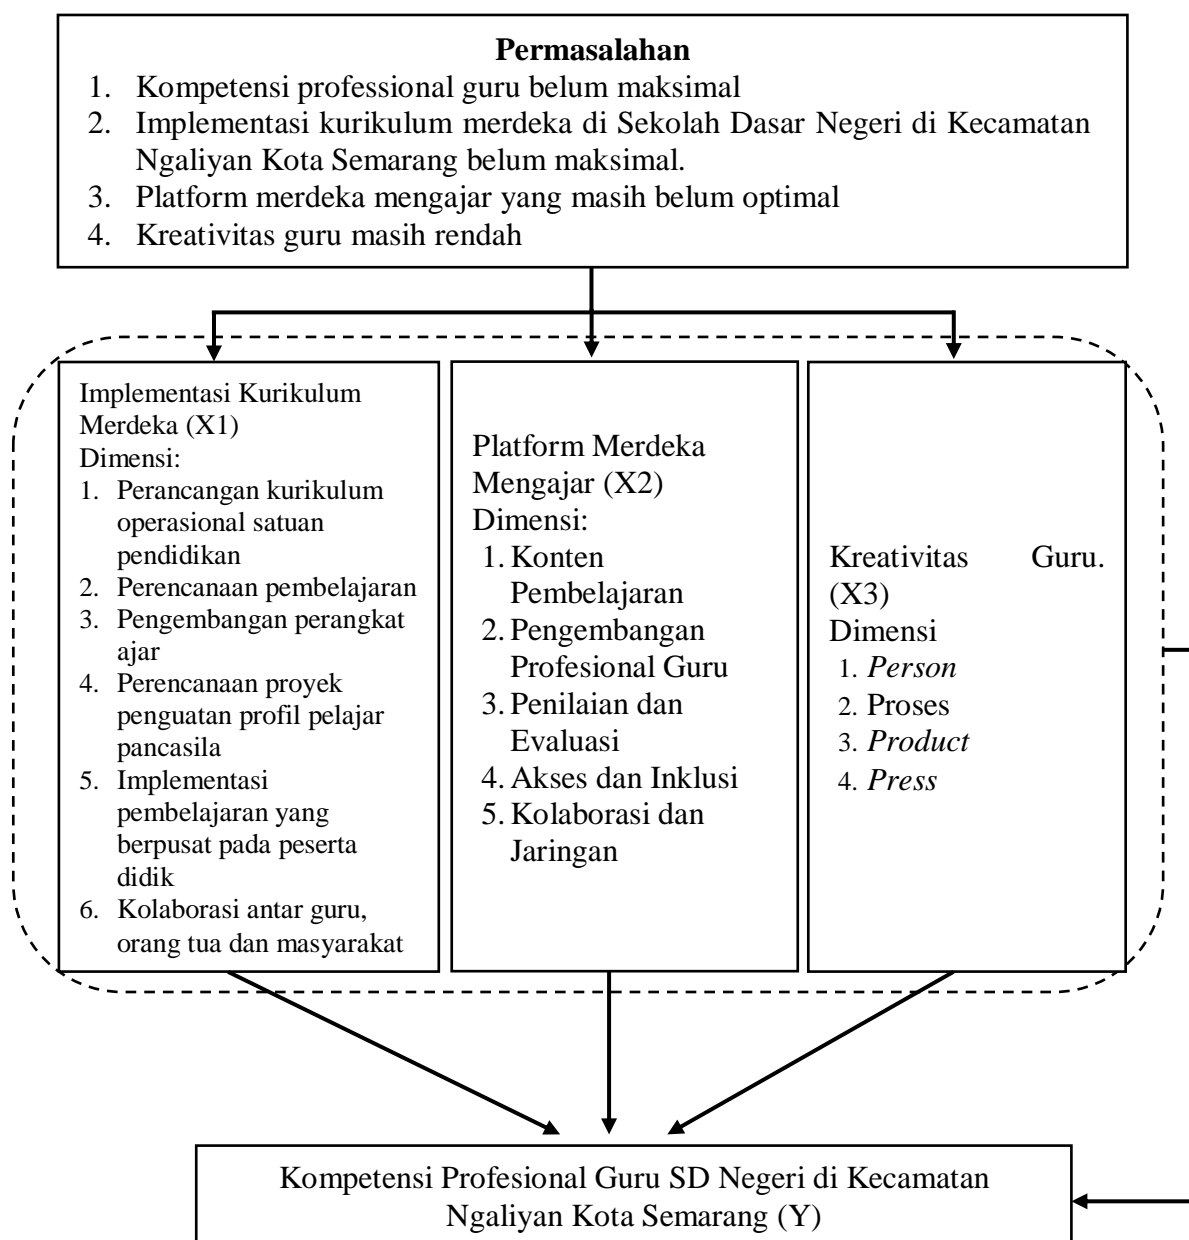 Permasalahan
1. Kompetensi professional guru belum maksimal
2. Implementasi kurikulum merdeka di Sekolah Dasar Negeri di Kecamatan
Ngaliyan Kota Semarang belum maksimal.
3. Platform merdeka mengajar yang masih belum optimal
4. Kreativitas guru masih rendah
Implementasi Kurikulum
Merdeka (X1)
Dimensi:
1. Perancangan kurikulum
operasional satuan
pendidikan
2. Perencanaan pembelajaran
3. Pengembangan perangkat
ajar
4. Perencanaan proyek
penguatan profil pelajar
pancasila
5. Implementasi
pembelajaran yang
berpusat pada peserta
didik
6. Kolaborasi antar guru,
orang tua dan masyarakat
Platform Merdeka
Mengajar (X2)
Dimensi:
1. Konten
Pembelajaran
2. Pengembangan
Profesional Guru
3. Penilaian dan
Evaluasi
4. Akses dan Inklusi
5. Kolaborasi dan
Jaringan
Kreativitas Guru.
(X3)
Dimensi
1. Person
2. Proses
3. Product
4. Press
Kompetensi Profesional Guru SD Negeri di Kecamatan
Ngaliyan Kota Semarang (Y)